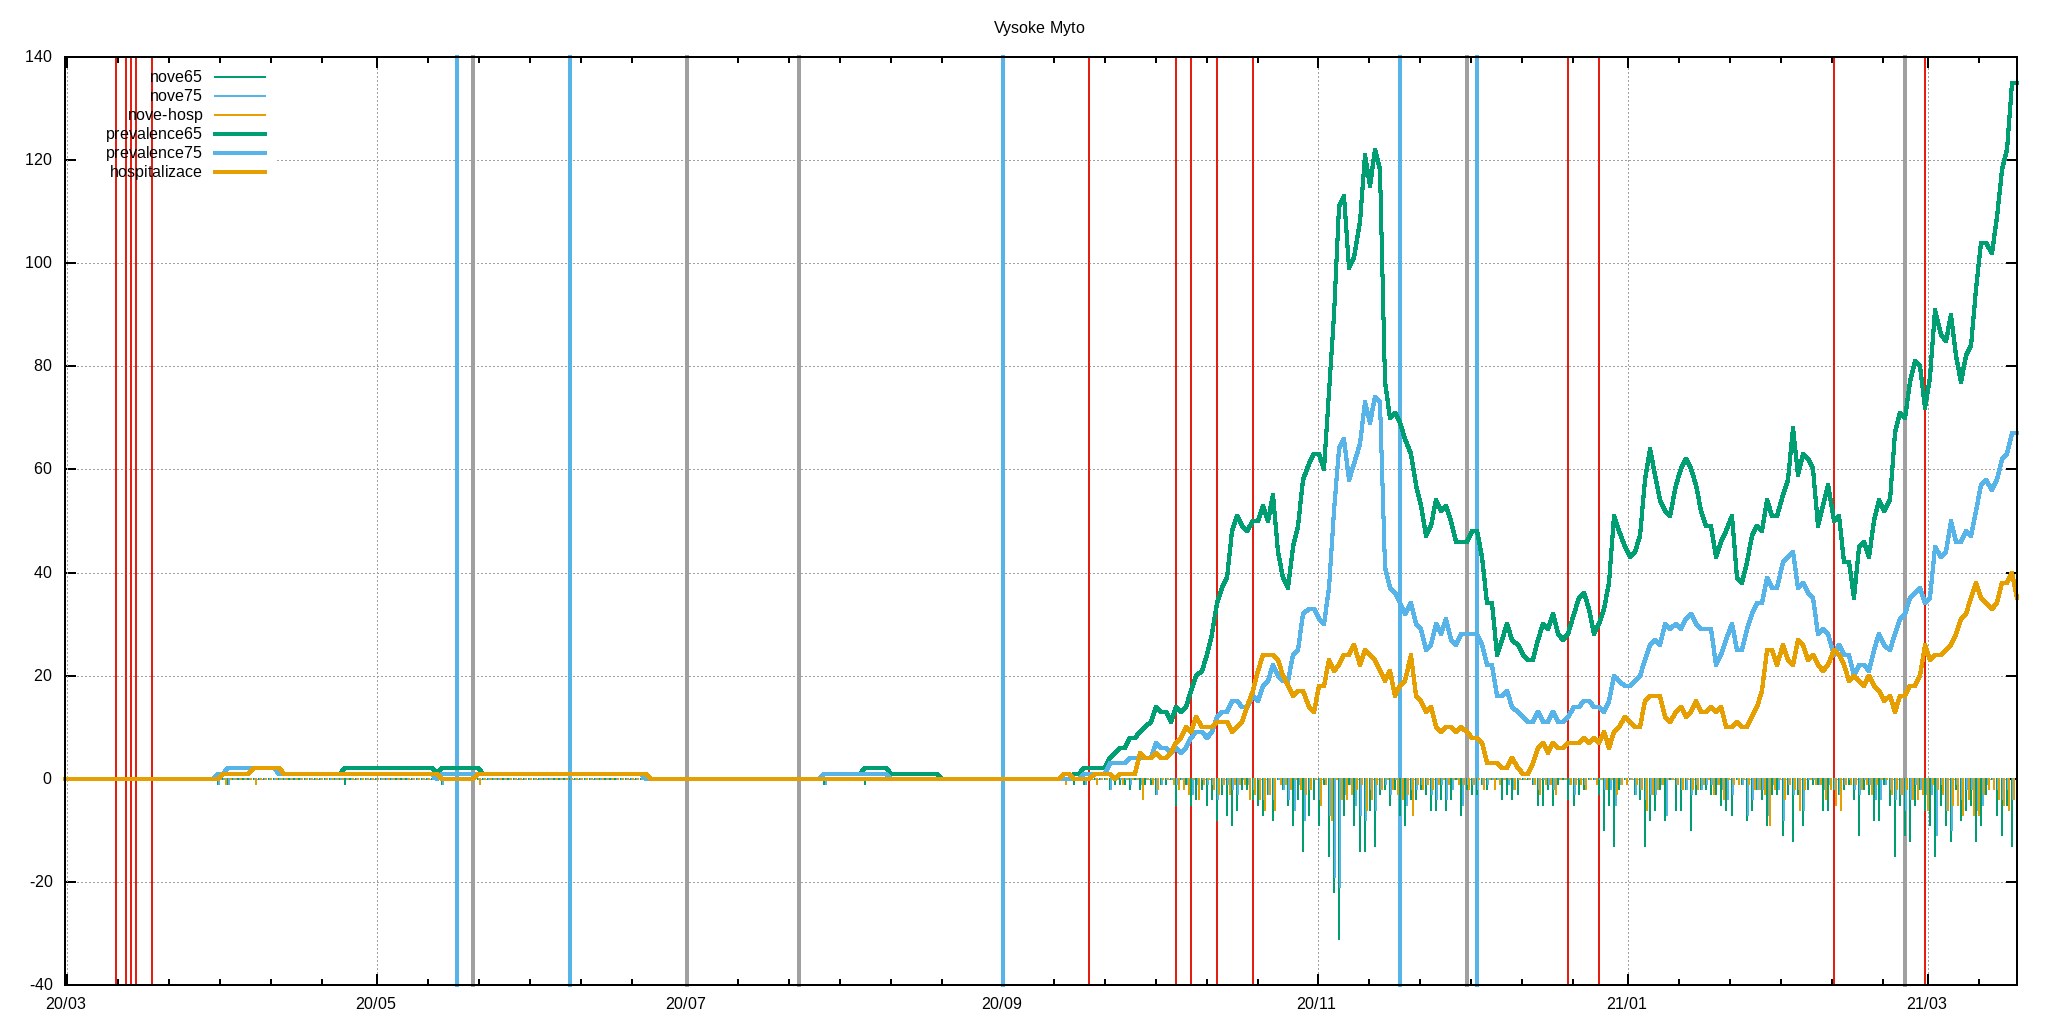 Vysoke Myto
140
120
100
80
60
40
20
0
-20
-40
nove65
nove75
nove-hosp
prevalence65
prevalence75
hospitalizace
20/03 20/05 20/07 20/09 20/11 21/01 21/03